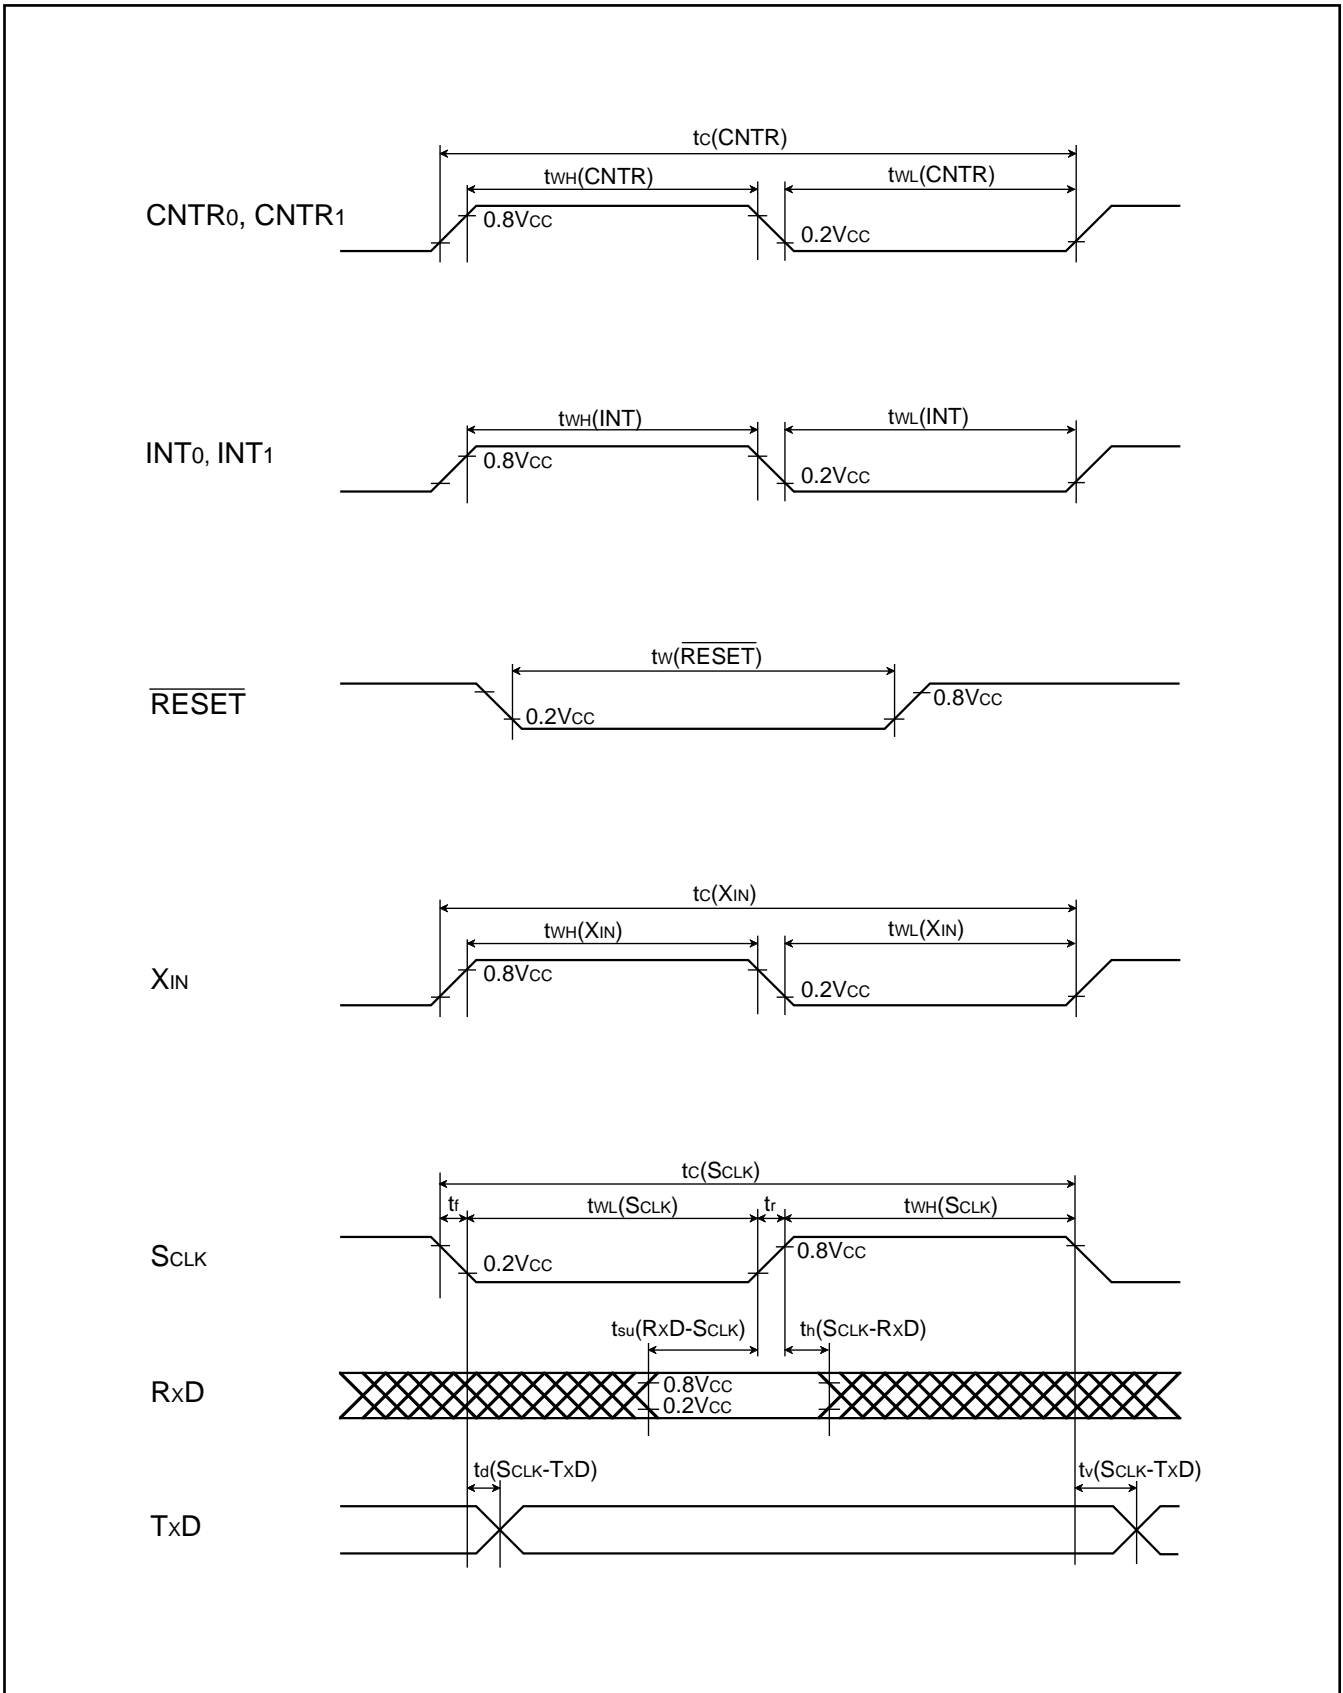 tC(CNTR)
tWH(CNTR) tWL(CNTR)
CNTR0, CNTR1 0.8VCC 0.2VCC
tWH(INT) tWL(INT)
INT0, INT1 0.8VCC 0.2VCC
tW(RESET)
RESET 0.2VCC 0.8VCC
tC(XIN)
tWH(XIN) tWL(XIN)
XIN 0.8VCC 0.2VCC
tC(SCLK)
tf tWL(SCLK) tr tWH(SCLK)
SCLK 0.2VCC 0.8VCC
tsu(RXD-SCLK) th(SCLK-RXD)
RXD 0.8VCC
0.2VCC
td(SCLK-TXD) tv(SCLK-TXD)
TXD